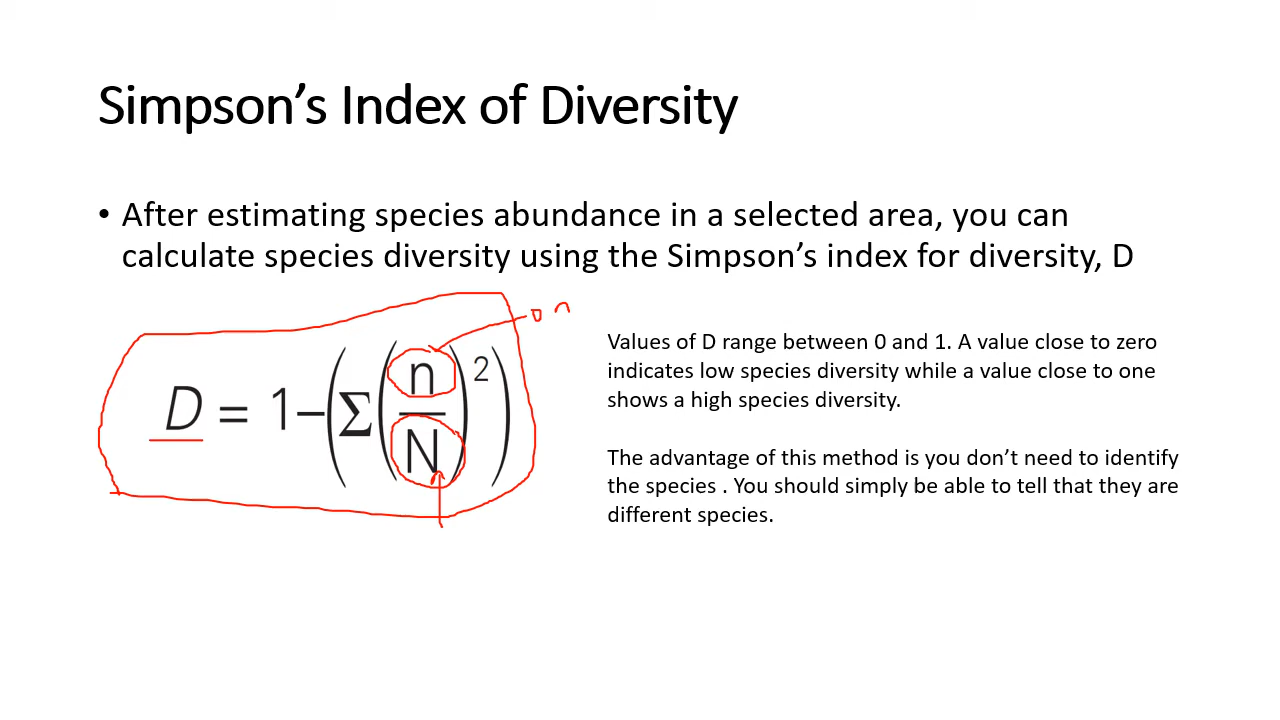 Simpson’s Index of Diversity
• After estimating species abundance in a selected area, you can
calculate species diversity using the Simpson’s index for diversity, D
D = 1–(Σ(n/N)²)
Values of D range between 0 and 1. A value close to zero
indicates low species diversity while a value close to one
shows a high species diversity.
The advantage of this method is you don’t need to identify
the species . You should simply be able to tell that they are
different species.